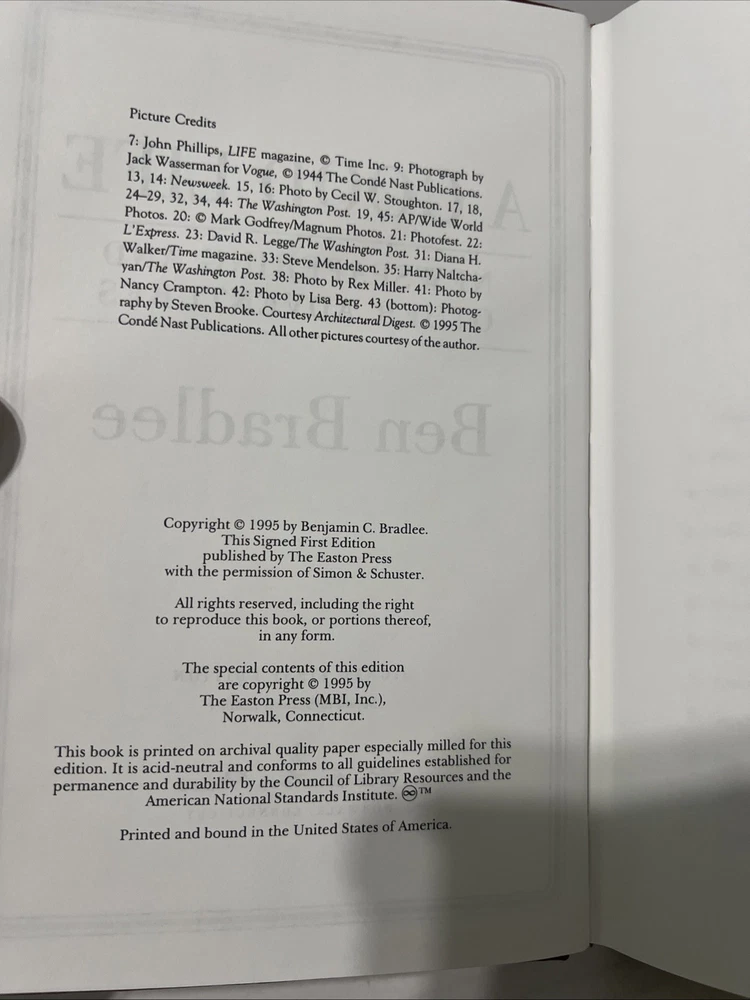 Picture Credits
7: John Phillips, LIFE magazine, © Time Inc. 9: Photograph by
Jack Wasserman for Vogue, © 1944 The Condé Nast Publications.
13, 14: Newsweek. 15, 16: Photo by Cecil W. Stoughton. 17, 18,
24–29, 32, 34, 44: The Washington Post. 19, 45: AP/Wide World
Photos. 20: © Mark Godfrey/Magnum Photos. 21: Photofest. 22:
L'Express. 23: David R. Legge/The Washington Post. 31: Diana H.
Walker/Time magazine. 33: Steve Mendelson. 35: Harry Naltcha-
yan/The Washington Post. 38: Photo by Rex Miller. 41: Photo by
Nancy Crampton. 42: Photo by Lisa Berg. 43 (bottom): Photog-
raphy by Steven Brooke. Courtesy Architectural Digest. © 1995 The
Condé Nast Publications. All other pictures courtesy of the author.
Ben Bradlee
Copyright © 1995 by Benjamin C. Bradlee.
This Signed First Edition
published by The Easton Press
with the permission of Simon & Schuster.
All rights reserved, including the right
to reproduce this book, or portions thereof,
in any form.
The special contents of this edition
are copyright © 1995 by
The Easton Press (MBI, Inc.),
Norwalk, Connecticut.
This book is printed on archival quality paper especially milled for this
edition. It is acid-neutral and conforms to all guidelines established for
permanence and durability by the Council of Library Resources and the
American National Standards Institute. ♾™
Printed and bound in the United States of America.